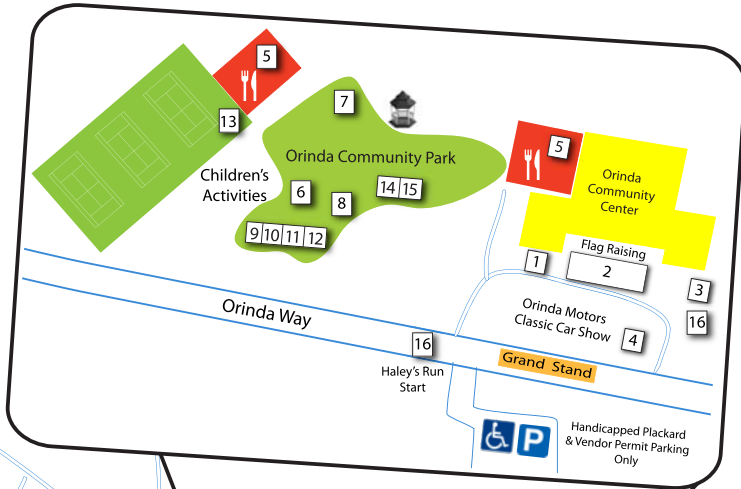 5
13
7
Orinda Community Park
Children's
Activities
6
8
14 15
9 10 11 12
5
Orinda
Community
Center
Flag Raising
1
2
3
16
Orinda Motors
Classic Car Show
4
Orinda Way
16
Haley's Run
Start
Grand Stand
P
Handicapped Placard
& Vendor Permit Parking
Only